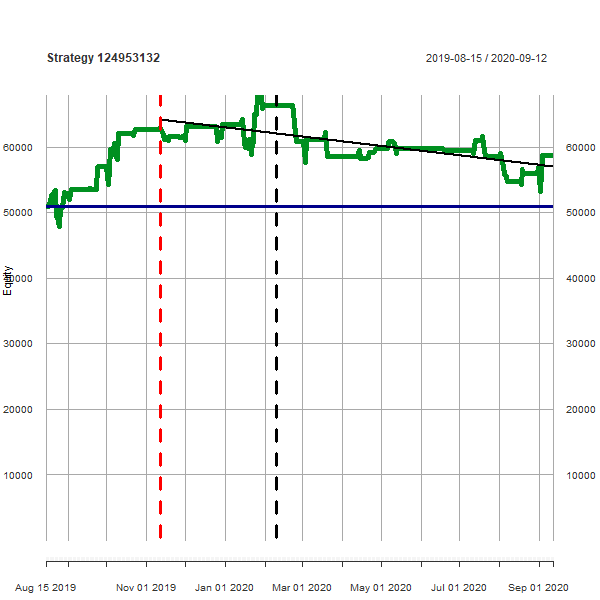 Strategy 124953132
2019-08-15 / 2020-09-12
60000
60000
50000
50000
40000
40000
Equity
30000
30000
20000
20000
10000
10000
Aug 15 2019
Nov 01 2019
Jan 01 2020
Mar 01 2020
May 01 2020
Jul 01 2020
Sep 01 2020